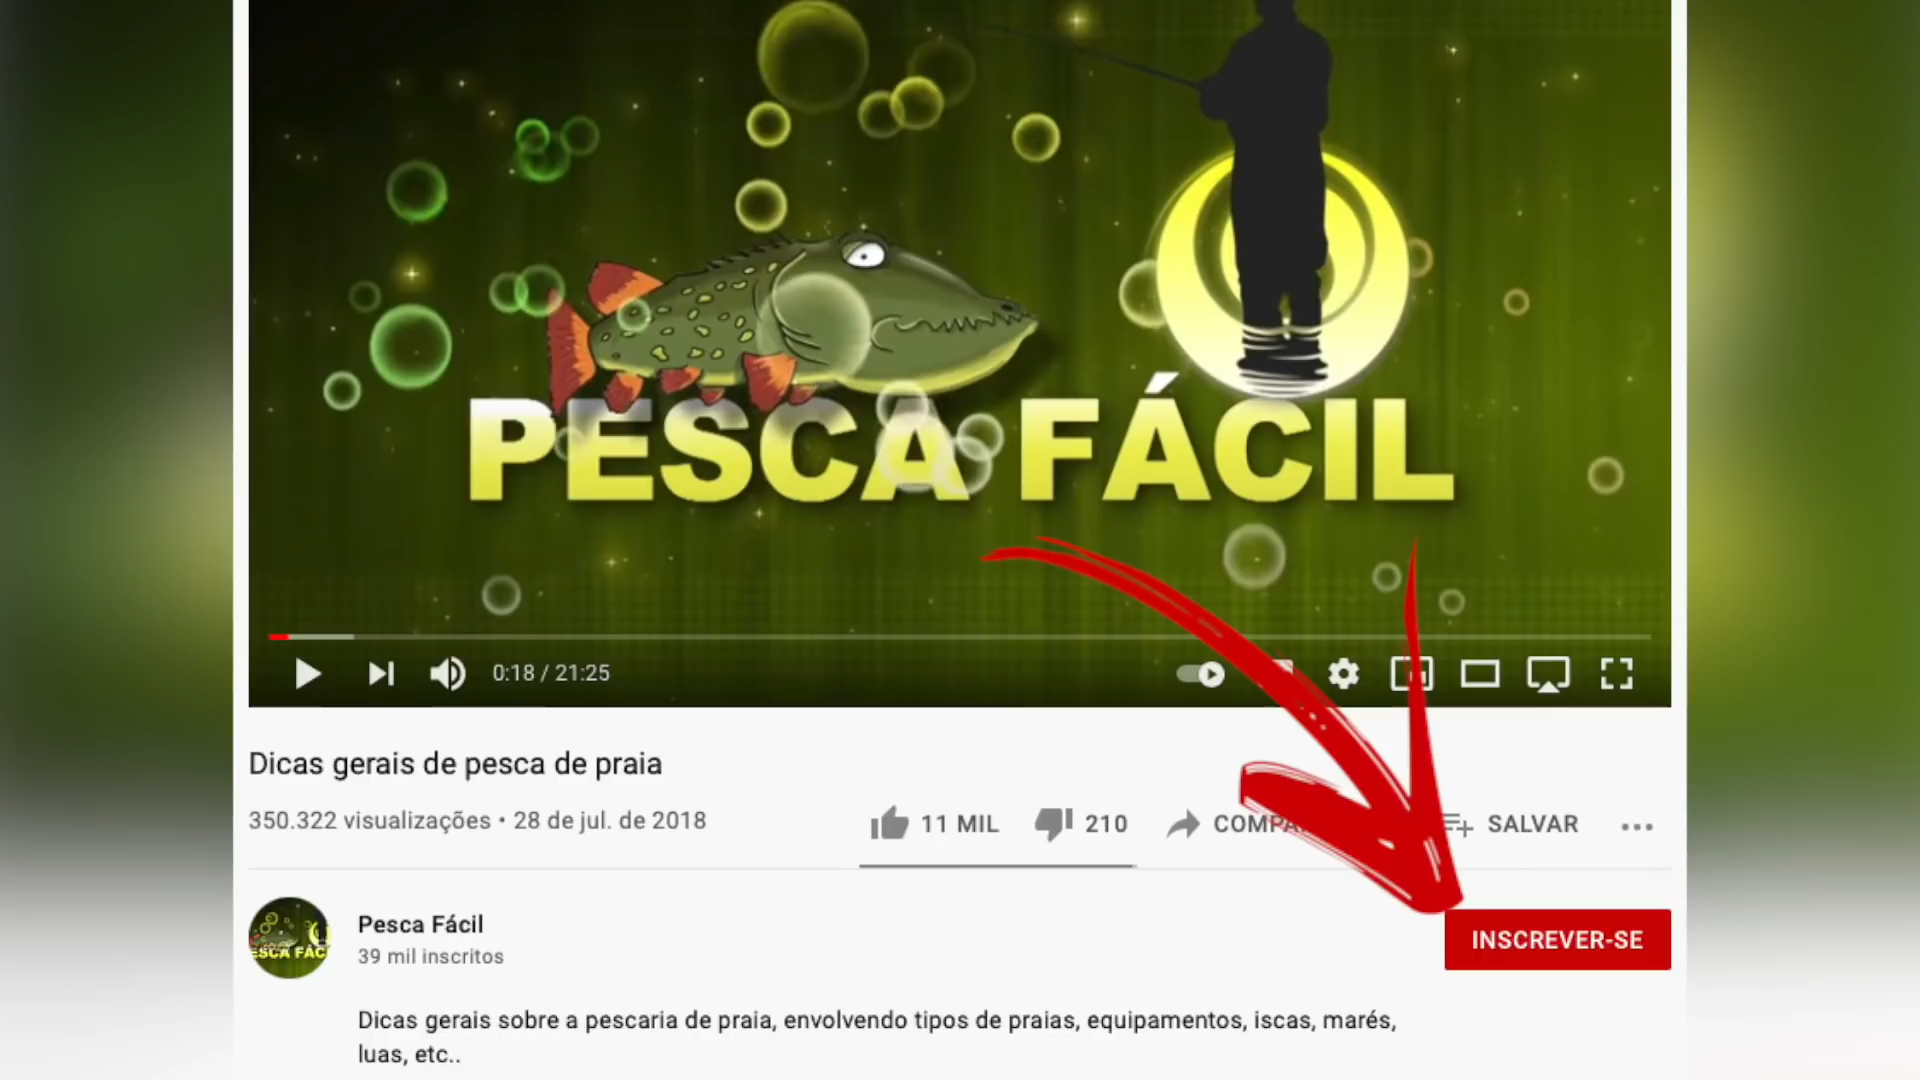 PESCA FÁCIL
0:18 / 21:25
Dicas gerais de pesca de praia
350.322 visualizações • 28 de jul. de 2018
11 MIL
210
SALVAR
Pesca Fácil
39 mil inscritos
INSCREVER-SE
Dicas gerais sobre a pescaria de praia, envolvendo tipos de praias, equipamentos, iscas, marés,
luas, etc..